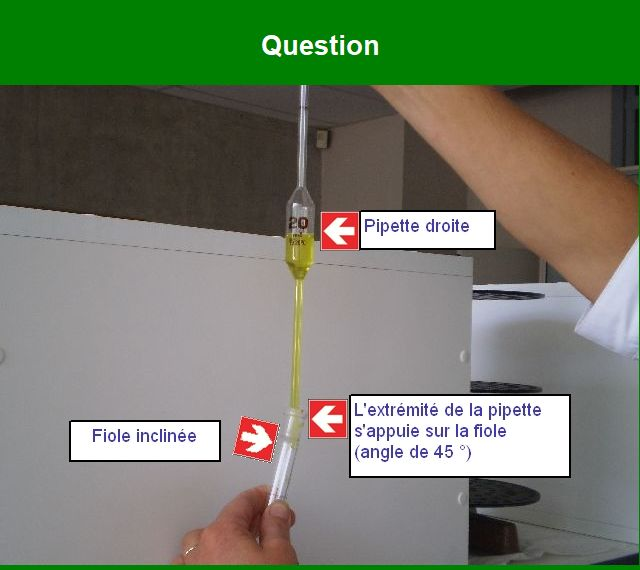 Question
20
Pipette droite
L'extrémité de la pipette
s'appuie sur la fiole
(angle de 45 °)
Fiole inclinée